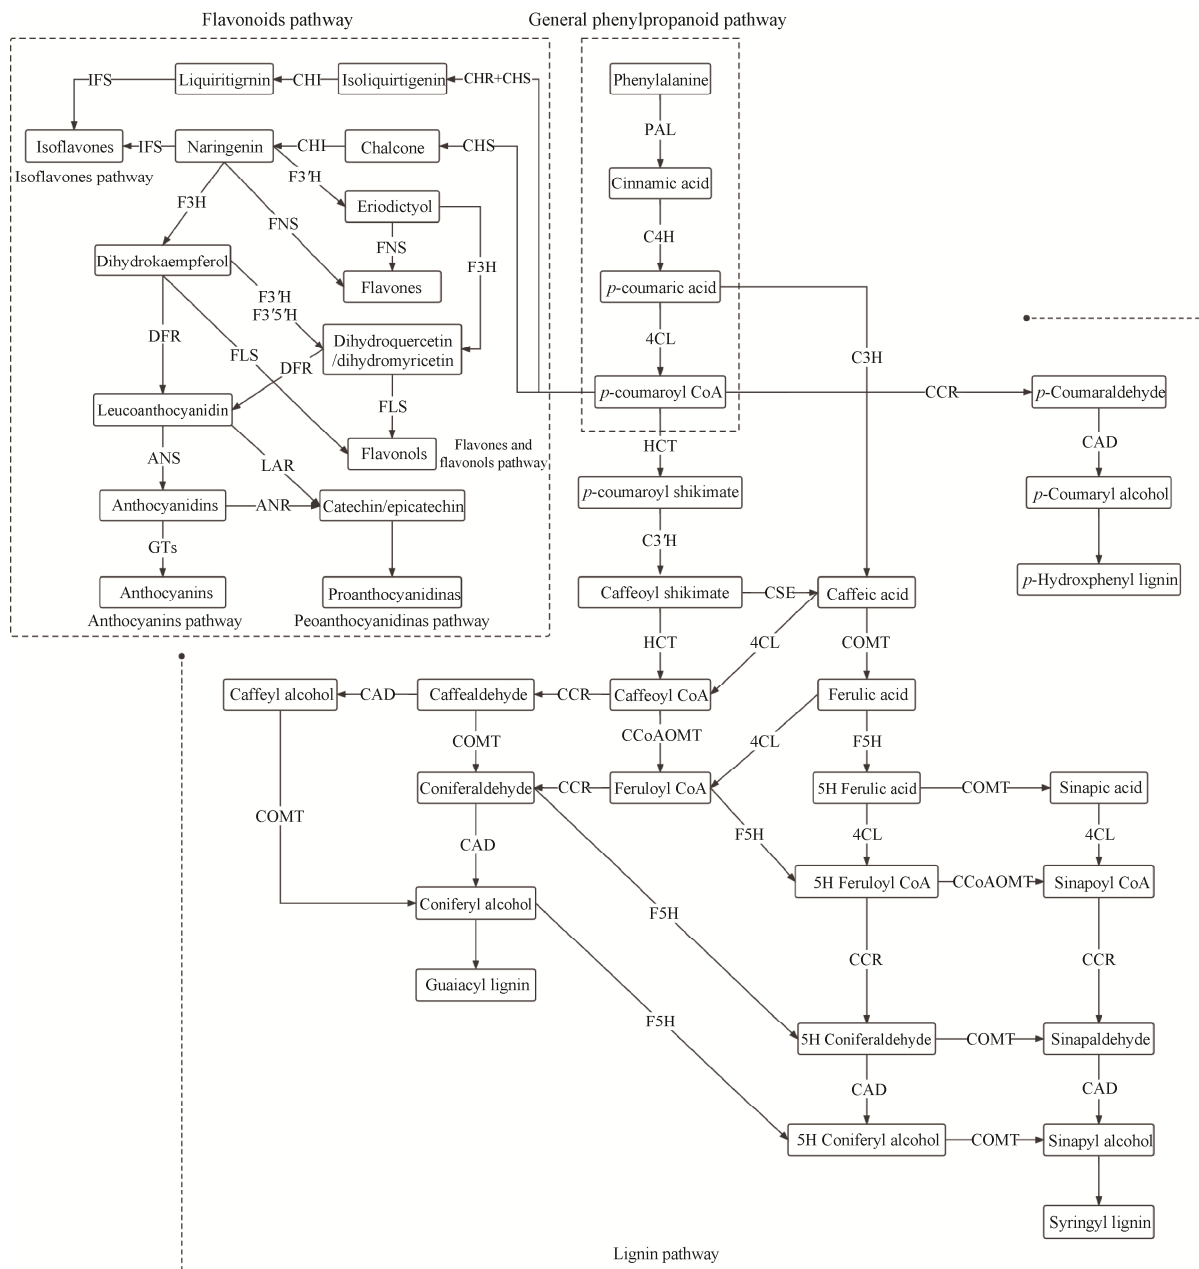 Flavonoids pathway
General phenylpropanoid pathway
IFS
Liquiritigrnin
CHI
Isoliquirtigenin
CHR+CHS
Phenylalanine
PAL
Isoflavones
IFS
Naringenin
CHI
Chalcone
CHS
Isoflavones pathway
F3′H
Cinnamic acid
F3H
FNS
Eriodictyol
C4H
FNS
F3H
Dihydrokaempferol
Flavones
p-coumaric acid
F3′H
F3′5′H
DFR
FLS
DFR
Dihydroquercetin
/dihydromyricetin
4CL
C3H
Leucoanthocyanidin
FLS
p-coumaroyl CoA
CCR
p-Coumaraldehyde
ANS
LAR
Flavonols
Flavones and
flavonols pathway
HCT
CAD
Anthocyanidins
ANR
Catechin/epicatechin
p-coumaroyl shikimate
p-Coumaryl alcohol
GTs
C3′H
Anthocyanins
Proanthocyanidinas
Caffeoyl shikimate
CSE
Caffeic acid
p-Hydroxphenyl lignin
Anthocyanins pathway
Peoanthocyanidinas pathway
HCT
4CL
COMT
Caffeyl alcohol
CAD
Caffealdehyde
CCR
Caffeoyl CoA
Ferulic acid
COMT
CCoAOMT
4CL
F5H
Coniferaldehyde
CCR
Feruloyl CoA
5H Ferulic acid
COMT
Sinapic acid
COMT
CAD
F5H
4CL
4CL
5H Feruloyl CoA
CCoAOMT
Sinapoyl CoA
Coniferyl alcohol
F5H
CCR
CCR
Guaiacyl lignin
F5H
5H Coniferaldehyde
COMT
Sinapaldehyde
CAD
CAD
5H Coniferyl alcohol
COMT
Sinapyl alcohol
Syringyl lignin
Lignin pathway